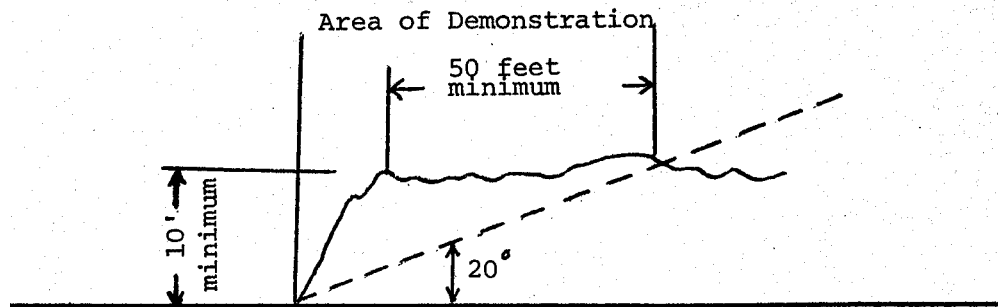 Area of Demonstration
50 feet
minimum
10'
minimum
20°